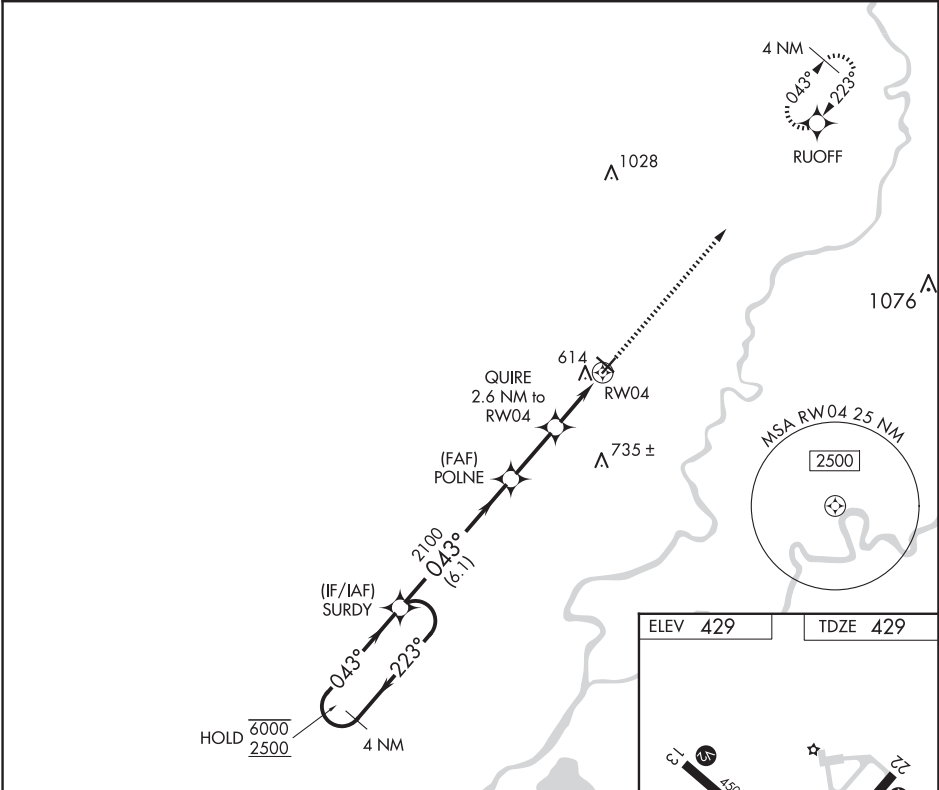 4 NM
043°
223°
RUOFF
1028
1076
614
RW04
QUIRE
2.6 NM to
RW04
735 ±
(FAF)
POLNE
MSA RW04 25 NM
2500
2100
043°
(6.1)
(IF/IAF)
SURDY
043°
223°
HOLD 6000
2500
4 NM
ELEV 429
TDZE 429
13
V5
450
22